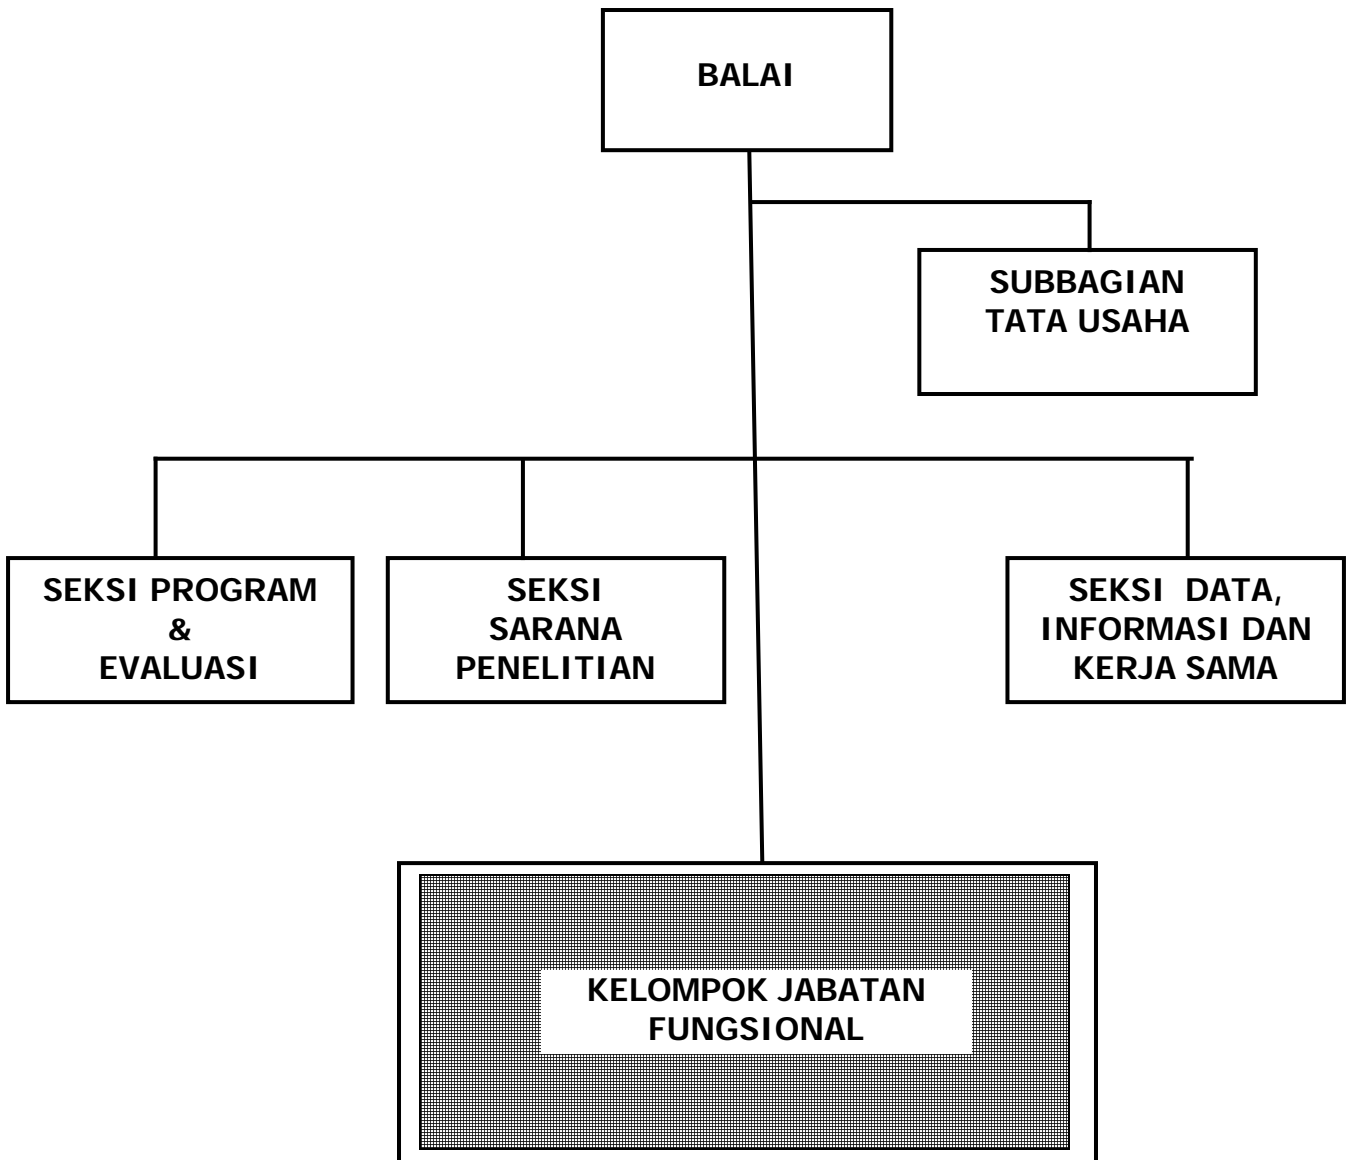 BALAI
SUBBAGIAN
TATA USAHA
SEKSI PROGRAM
&
EVALUASI
SEKSI
SARANA
PENELITIAN
SEKSI DATA,
INFORMASI DAN
KERJA SAMA
KELOMPOK JABATAN
FUNGSIONAL